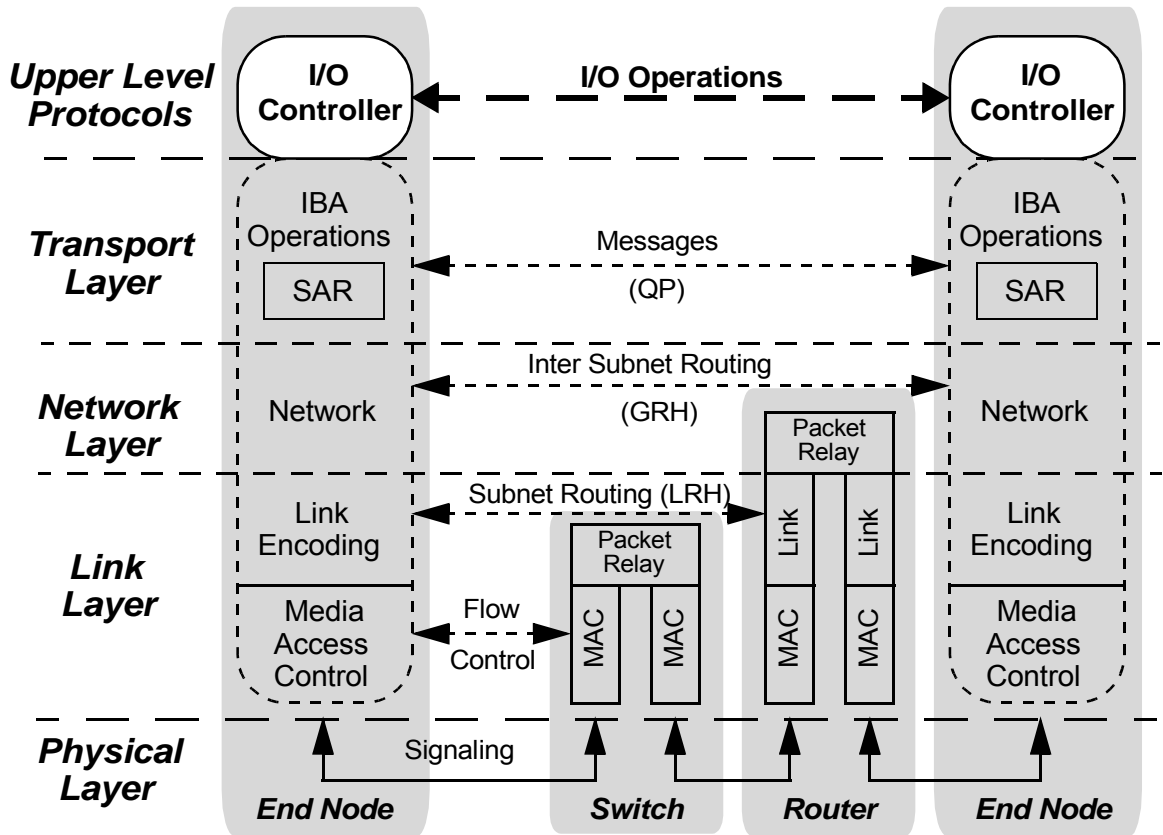 Upper Level
Protocols
I/O
Controller
I/O Operations
I/O
Controller
Transport
Layer
IBA
Operations
SAR
Messages
(QP)
IBA
Operations
SAR
Network
Layer
Network
Inter Subnet Routing
(GRH)
Packet
Relay
Network
Link
Layer
Link
Encoding
Subnet Routing (LRH)
Packet
Relay
Link
Link
Link
Encoding
Media
Access
Control
Flow
Control
MAC
MAC
MAC
MAC
Media
Access
Control
Physical
Layer
Signaling
End Node
Switch
Router
End Node